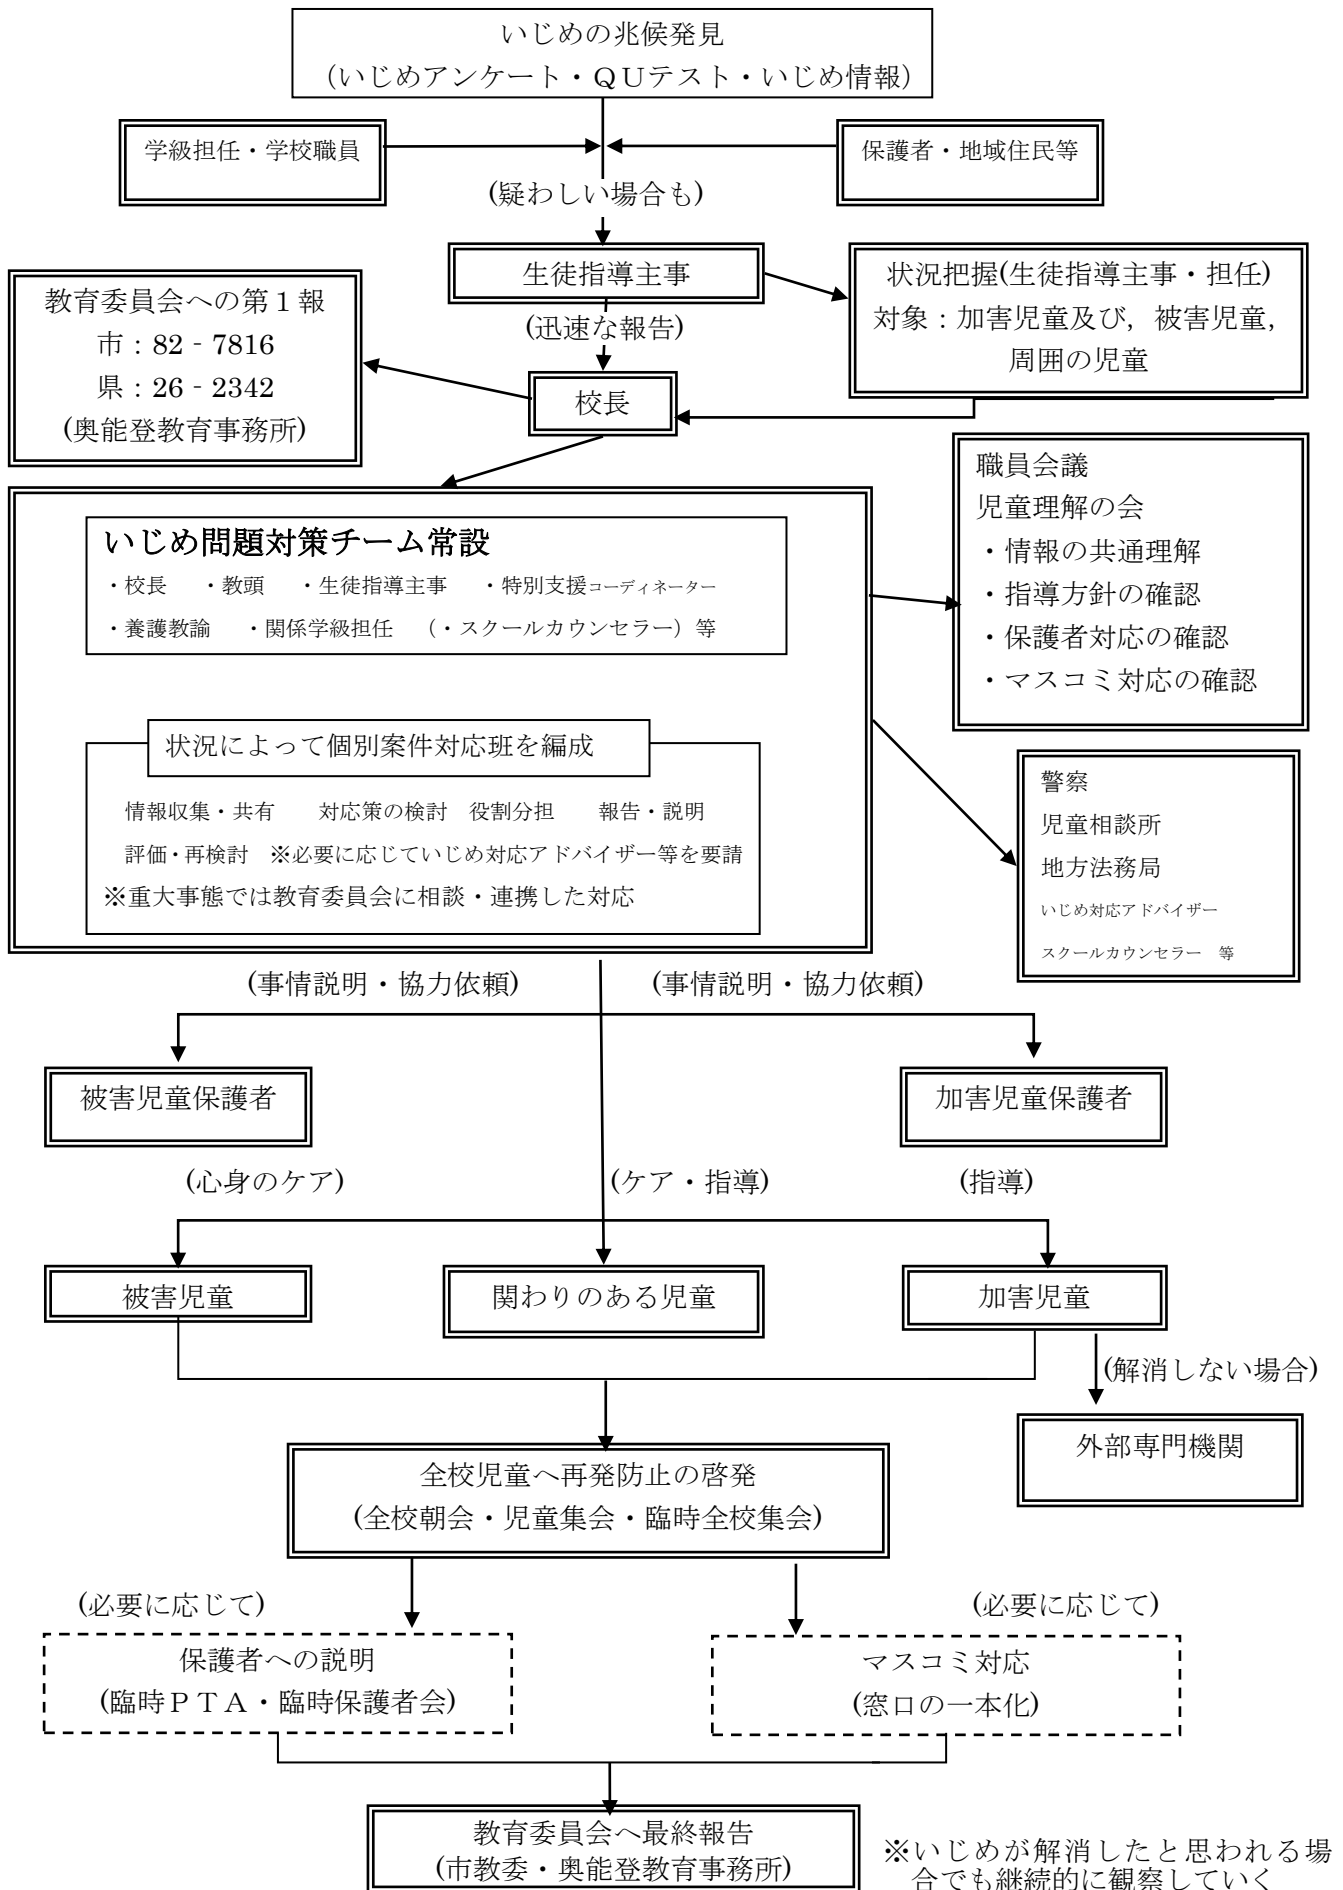 いじめの兆候発見
（いじめアンケート・ＱＵテスト・いじめ情報）
学級担任・学校職員
保護者・地域住民等
(疑わしい場合も)
生徒指導主事
状況把握(生徒指導主事・担任)
対象：加害児童及び，被害児童，
周囲の児童
教育委員会への第１報
市：82‐7816
県：26‐2342
(奥能登教育事務所)
(迅速な報告)
校長
職員会議
児童理解の会
・情報の共通理解
・指導方針の確認
・保護者対応の確認
・マスコミ対応の確認
いじめ問題対策チーム常設
・校長　・教頭　・生徒指導主事　・特別支援コーディネーター
・養護教諭　・関係学級担任　（・スクールカウンセラー）等
状況によって個別案件対応班を編成
情報収集・共有　対応策の検討　役割分担　報告・説明
評価・再検討　※必要に応じていじめ対応アドバイザー等を要請
※重大事態では教育委員会に相談・連携した対応
警察
児童相談所
地方法務局
いじめ対応アドバイザー
スクールカウンセラー　等
(事情説明・協力依頼)　(事情説明・協力依頼)
被害児童保護者
加害児童保護者
(心身のケア)　(ケア・指導)　(指導)
被害児童
関わりのある児童
加害児童
(解消しない場合)
外部専門機関
全校児童へ再発防止の啓発
(全校朝会・児童集会・臨時全校集会)
(必要に応じて)　(必要に応じて)
保護者への説明
(臨時ＰＴＡ・臨時保護者会)
マスコミ対応
(窓口の一本化)
教育委員会へ最終報告
(市教委・奥能登教育事務所)
※いじめが解消したと思われる場
合でも継続的に観察していく